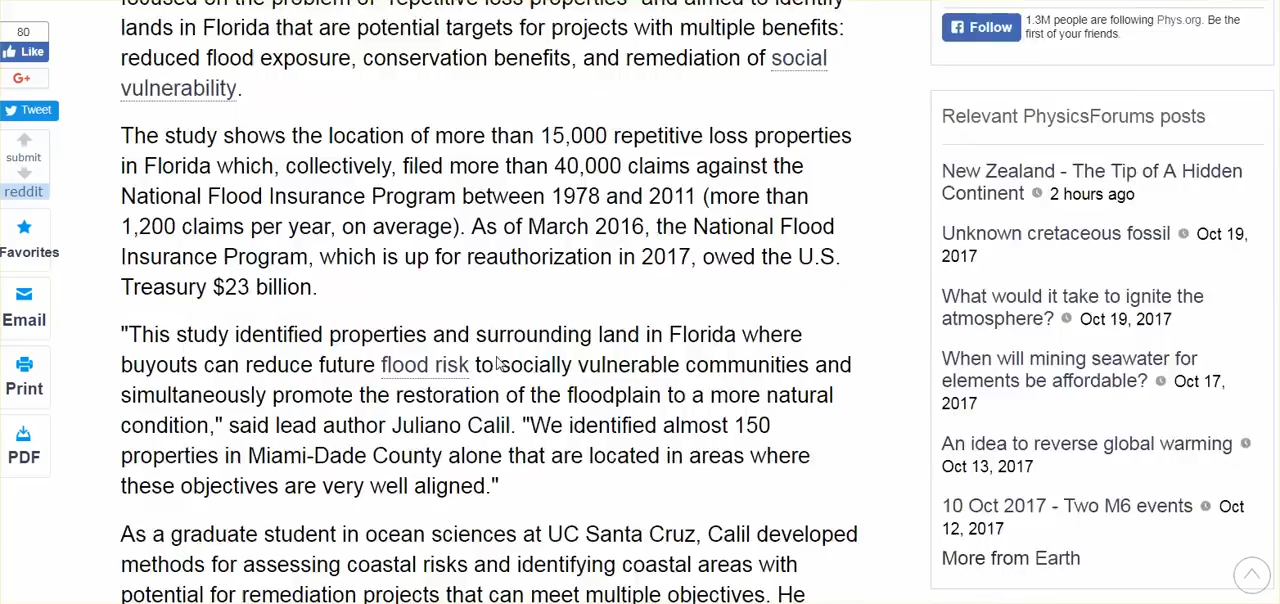 focused on the problem of "repetitive loss properties" and aimed to identify
lands in Florida that are potential targets for projects with multiple benefits:
reduced flood exposure, conservation benefits, and remediation of social
vulnerability.
The study shows the location of more than 15,000 repetitive loss properties
in Florida which, collectively, filed more than 40,000 claims against the
National Flood Insurance Program between 1978 and 2011 (more than
1,200 claims per year, on average). As of March 2016, the National Flood
Insurance Program, which is up for reauthorization in 2017, owed the U.S.
Treasury $23 billion.
"This study identified properties and surrounding land in Florida where
buyouts can reduce future flood risk to socially vulnerable communities and
simultaneously promote the restoration of the floodplain to a more natural
condition," said lead author Juliano Calil. "We identified almost 150
properties in Miami-Dade County alone that are located in areas where
these objectives are very well aligned."
As a graduate student in ocean sciences at UC Santa Cruz, Calil developed
methods for assessing coastal risks and identifying coastal areas with
potential for remediation projects that can meet multiple objectives. He
80
Like
G+
Tweet
submit
reddit
Favorites
Email
Print
PDF
Follow
1.3M people are following Phys.org. Be the
first of your friends.
Relevant PhysicsForums posts
New Zealand - The Tip of A Hidden
Continent 2 hours ago
Unknown cretaceous fossil Oct 19,
2017
What would it take to ignite the
atmosphere? Oct 19, 2017
When will mining seawater for
elements be affordable? Oct 17,
2017
An idea to reverse global warming
Oct 13, 2017
10 Oct 2017 - Two M6 events Oct
12, 2017
More from Earth